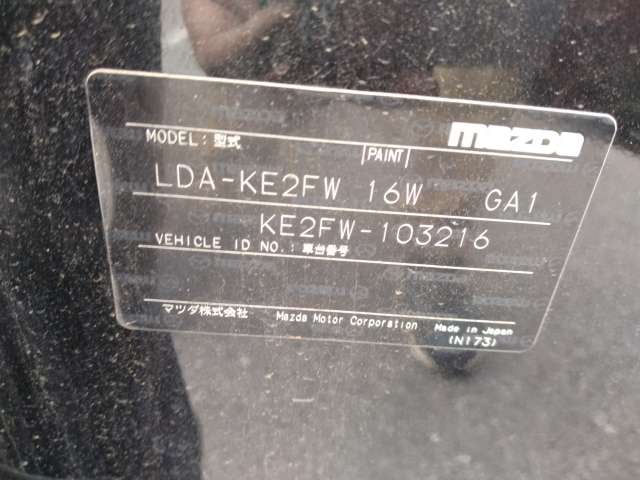 mazda
MODEL: 型式 PAINT
LDA-KE2FW 16W GA1
KE2FW-103216
VEHICLE ID NO.: 車台番号
マツダ株式会社 Mazda Motor Corporation Made in Japan
(N173)